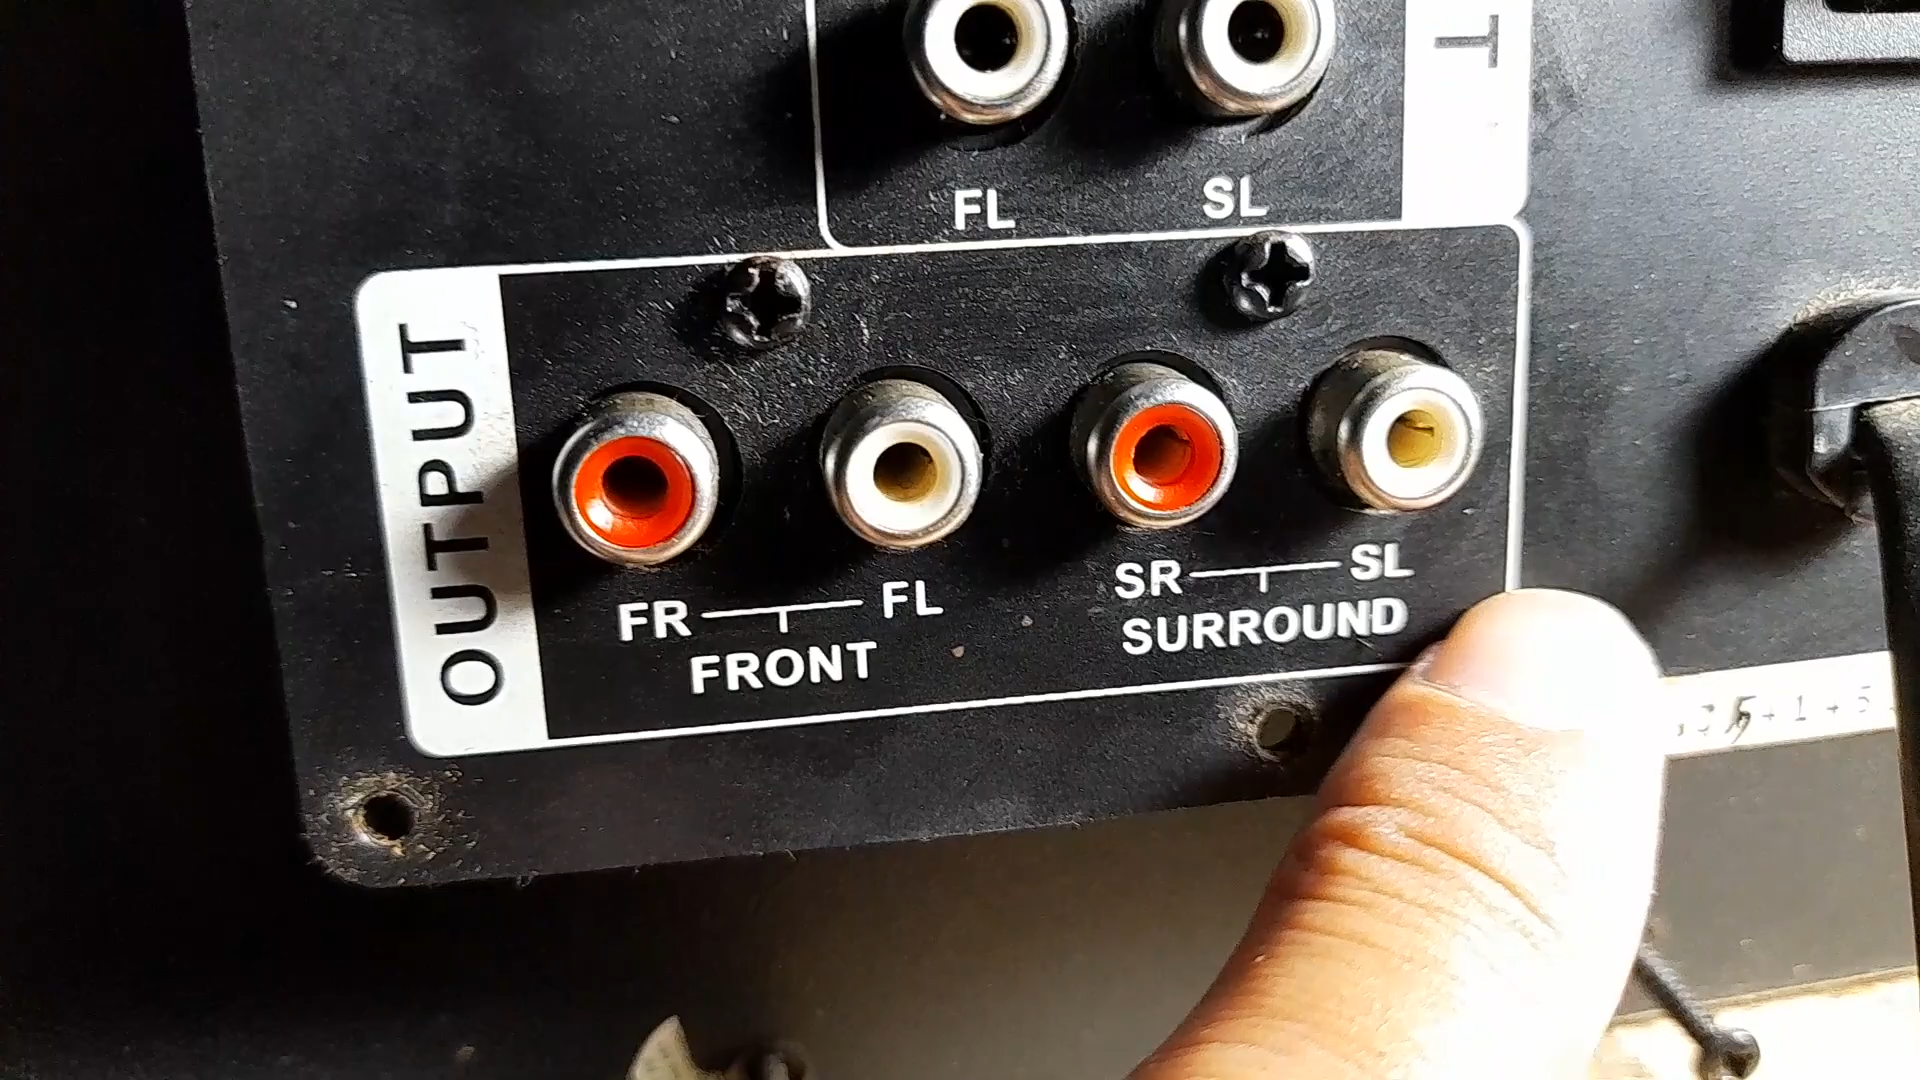 T
FL SL
OUTPUT
FR FL
FRONT
SR SL
SURROUND